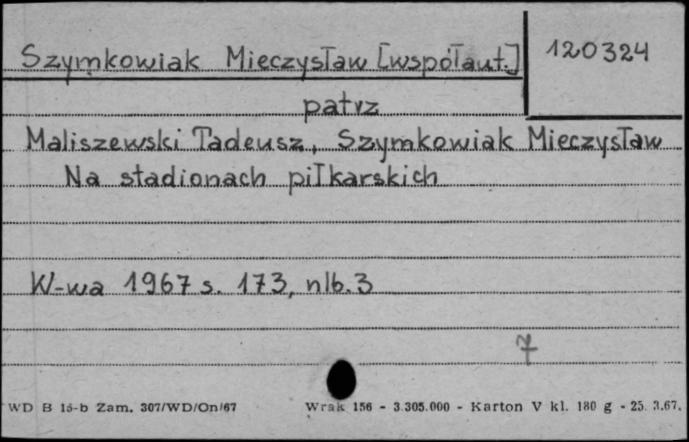 Szymkowiak Mieczysław [współaut.] 120324
patrz
Maliszewski Tadeusz, Szymkowiak Mieczysław
Na stadionach piłkarskich
W-wa 1967 s. 173, nlb. 3
7
WD B 15-b Zam. 307/WD/On/67 Wrak 156 - 3.305.000 - Karton V kl. 180 g - 25. 3.67.